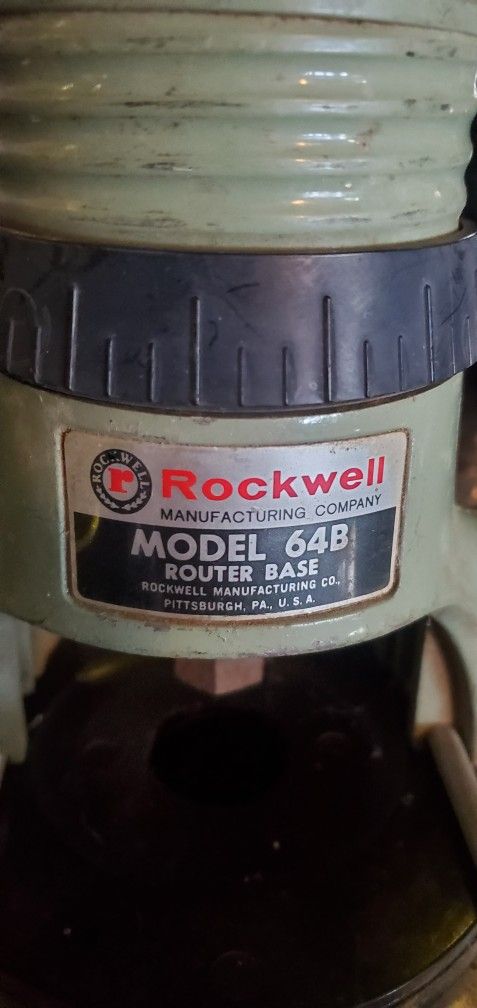 ROCKWELL
r
Rockwell
MANUFACTURING COMPANY
MODEL 64B
ROUTER BASE
ROCKWELL MANUFACTURING CO.,
PITTSBURGH, PA., U.S.A.